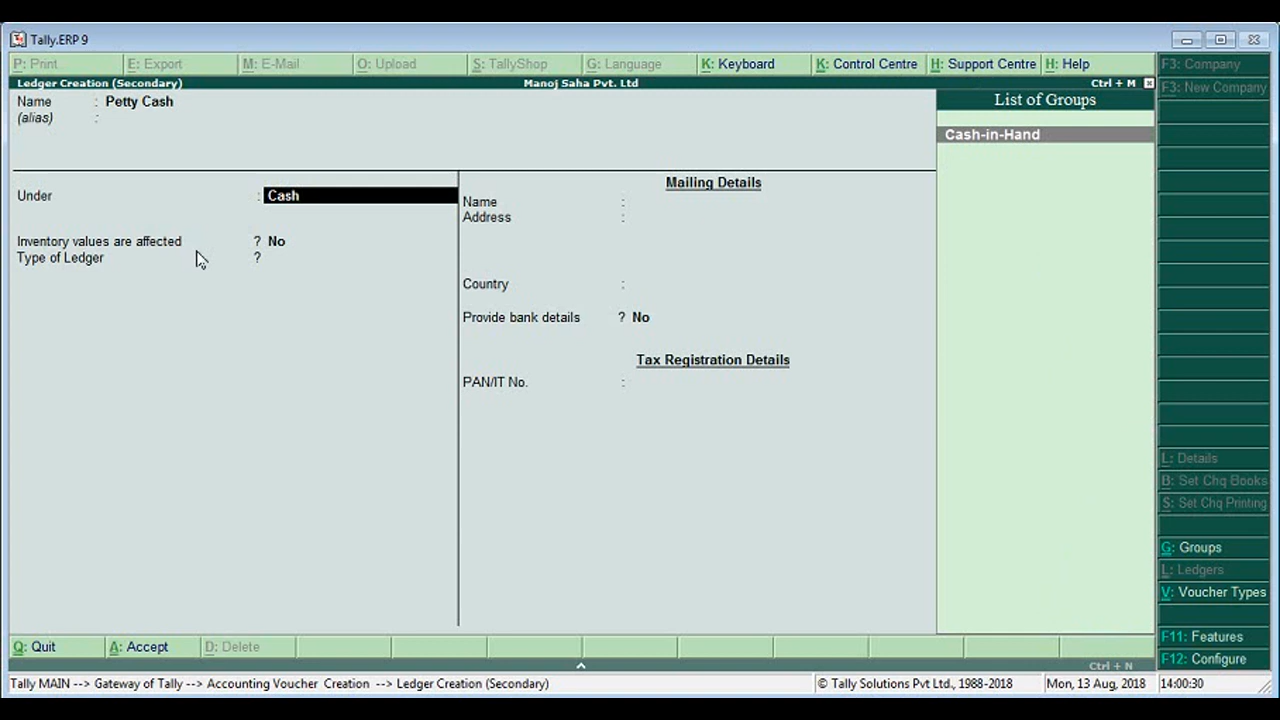 Tally.ERP 9
P: Print E: Export M: E-Mail O: Upload S: TallyShop G: Language K: Keyboard K: Control Centre H: Support Centre H: Help
F3: Company
Ledger Creation (Secondary) Manoj Saha Pvt. Ltd Ctrl + M
F3: New Company
Name : Petty Cash
(alias) :
List of Groups
Cash-in-Hand
Under : Cash
Inventory values are affected ? No
Type of Ledger ?
Mailing Details
Name :
Address :
Country :
Provide bank details ? No
Tax Registration Details
PAN/IT No. :
L: Details
B: Set Chq Books
S: Set Chq Printing
G: Groups
L: Ledgers
V: Voucher Types
F11: Features
F12: Configure
Q: Quit A: Accept D: Delete
Ctrl + N
Tally MAIN --> Gateway of Tally --> Accounting Voucher Creation --> Ledger Creation (Secondary) © Tally Solutions Pvt Ltd., 1988-2018 Mon, 13 Aug, 2018 14:00:30